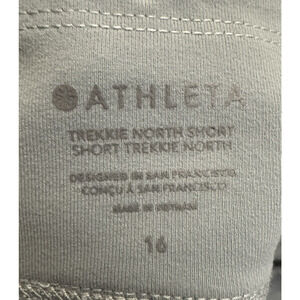 ATHLETA
TREKKIE NORTH SHORT
SHORT TREKKIE NORTH
DESIGNED IN SAN FRANCISCO
CONÇU À SAN FRANCISCO
MADE IN VIETNAM
16